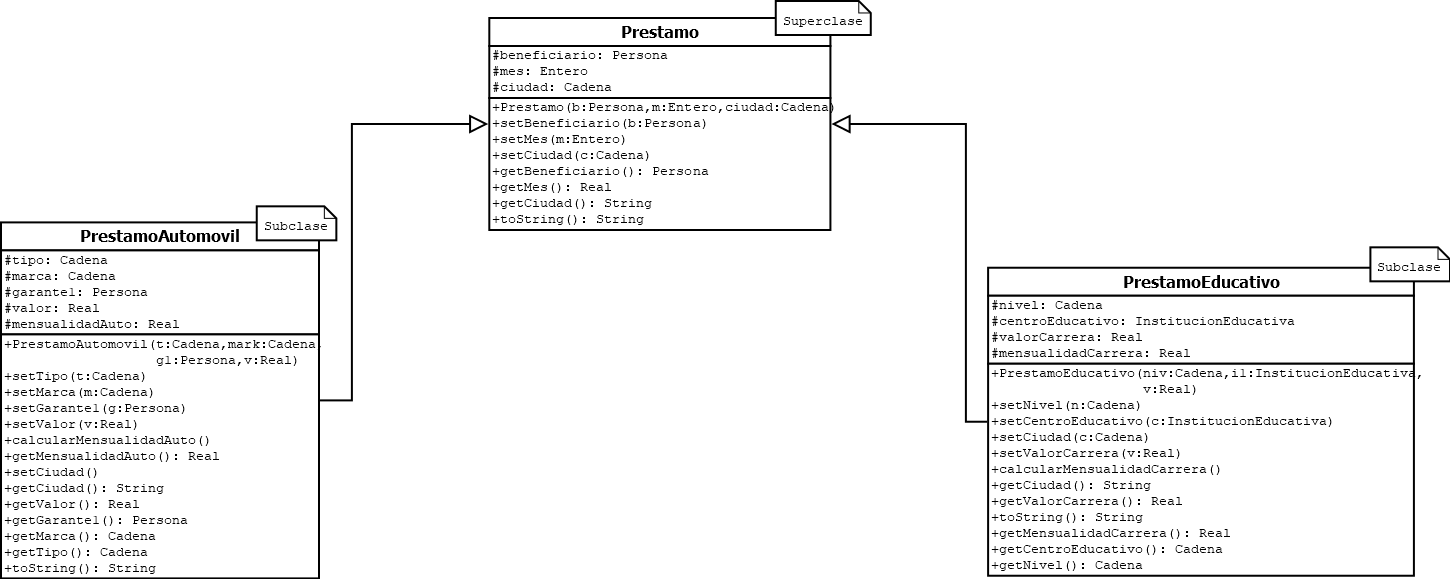 Superclase
Prestamo
#beneficiario: Persona
#mes: Entero
#ciudad: Cadena
+Prestamo(b:Persona,m:Entero,ciudad:Cadena)
+setBeneficiario(b:Persona)
+setMes(m:Entero)
+setCiudad(c:Cadena)
+getBeneficiario(): Persona
+getMes(): Real
+getCiudad(): String
+toString(): String
Subclase
PrestamoAutomovil
#tipo: Cadena
#marca: Cadena
#garante1: Persona
#valor: Real
#mensualidadAuto: Real
+PrestamoAutomovil(t:Cadena,mark:Cadena,
g1:Persona,v:Real)
+setTipo(t:Cadena)
+setMarca(m:Cadena)
+setGarante1(g:Persona)
+setValor(v:Real)
+calcularMensualidadAuto()
+getMensualidadAuto(): Real
+setCiudad()
+getCiudad(): String
+getValor(): Real
+getGarante1(): Persona
+getMarca(): Cadena
+getTipo(): Cadena
+toString(): String
Subclase
PrestamoEducativo
#nivel: Cadena
#centroEducativo: InstitucionEducativa
#valorCarrera: Real
#mensualidadCarrera: Real
+PrestamoEducativo(niv:Cadena,i1:InstitucionEducativa,
v:Real)
+setNivel(n:Cadena)
+setCentroEducativo(c:InstitucionEducativa)
+setCiudad(c:Cadena)
+setValorCarrera(v:Real)
+calcularMensualidadCarrera()
+getCiudad(): String
+getValorCarrera(): Real
+toString(): String
+getMensualidadCarrera(): Real
+getCentroEducativo(): Cadena
+getNivel(): Cadena